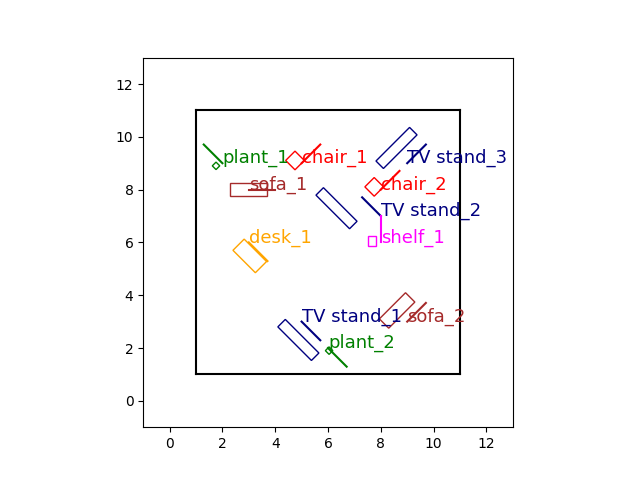 12
10
8
6
4
2
0
plant_1
chair_1
TV stand_3
sofa_1
chair_2
TV stand_2
desk_1
shelf_1
TV stand_1
sofa_2
plant_2
0 2 4 6 8 10 12